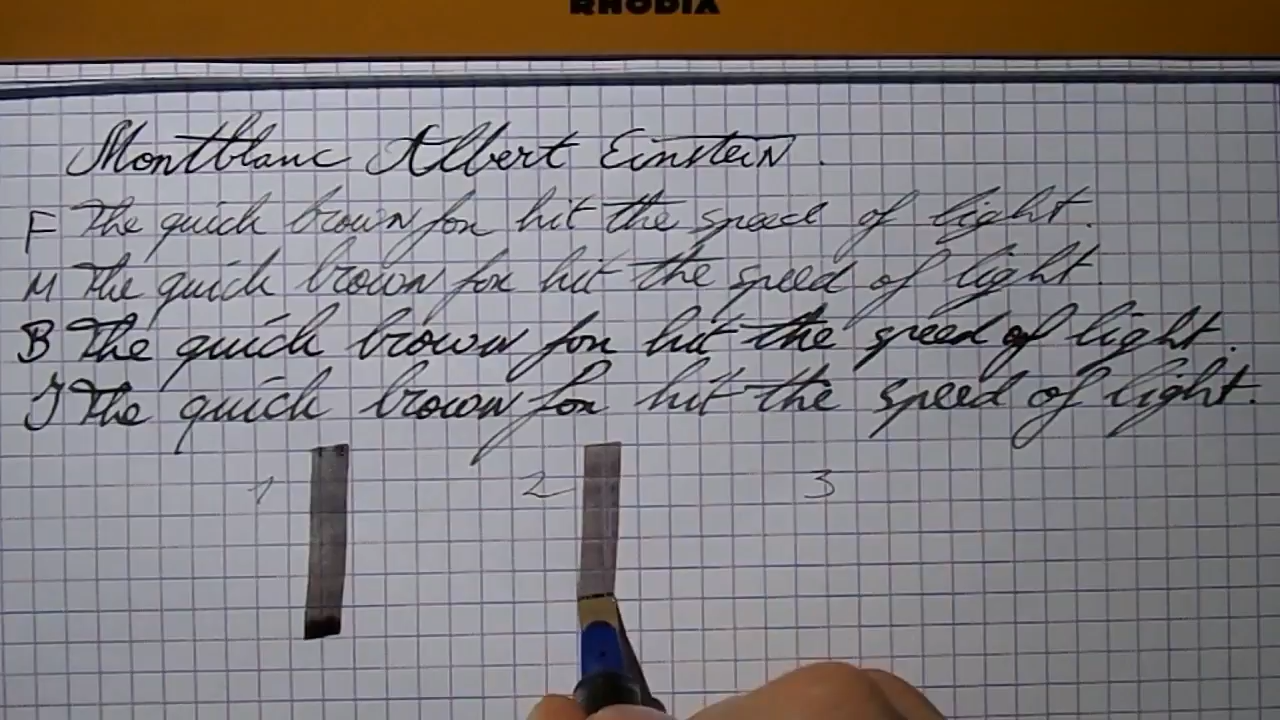 RHODIA
Montblanc Albert Einstein.
F The quick brown fox hit the speed of light.
M The quick brown fox hit the speed of light.
B The quick brown fox hit the speed of light.
I The quick brown fox hit the speed of light.
1 2 3